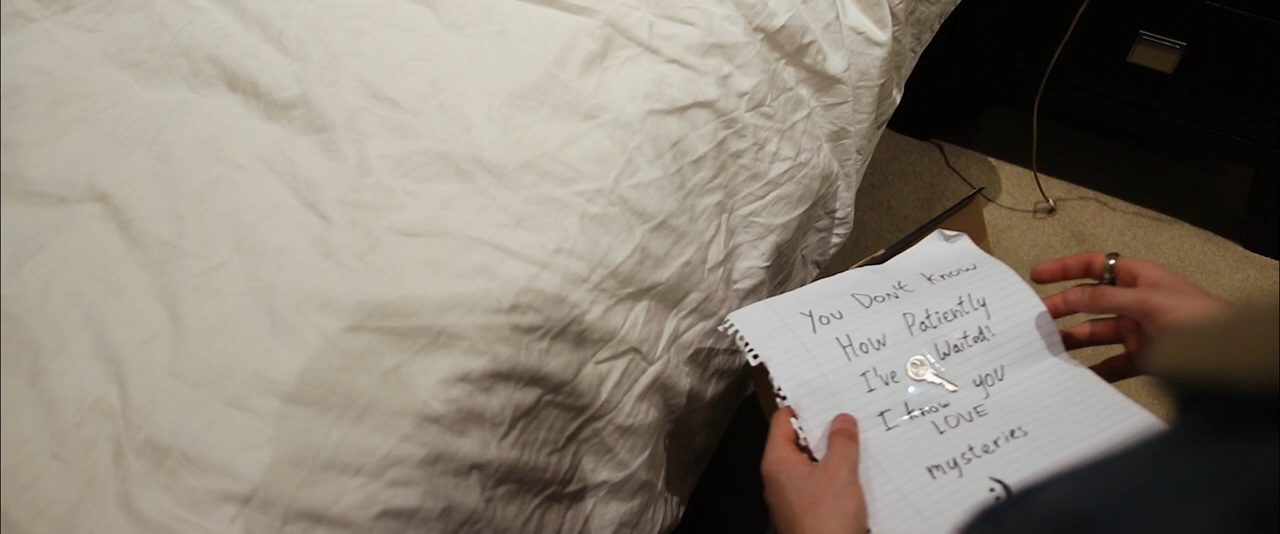 You Don't know
How Patiently
I've Waited!
I know you
LOVE
mysteries
:)